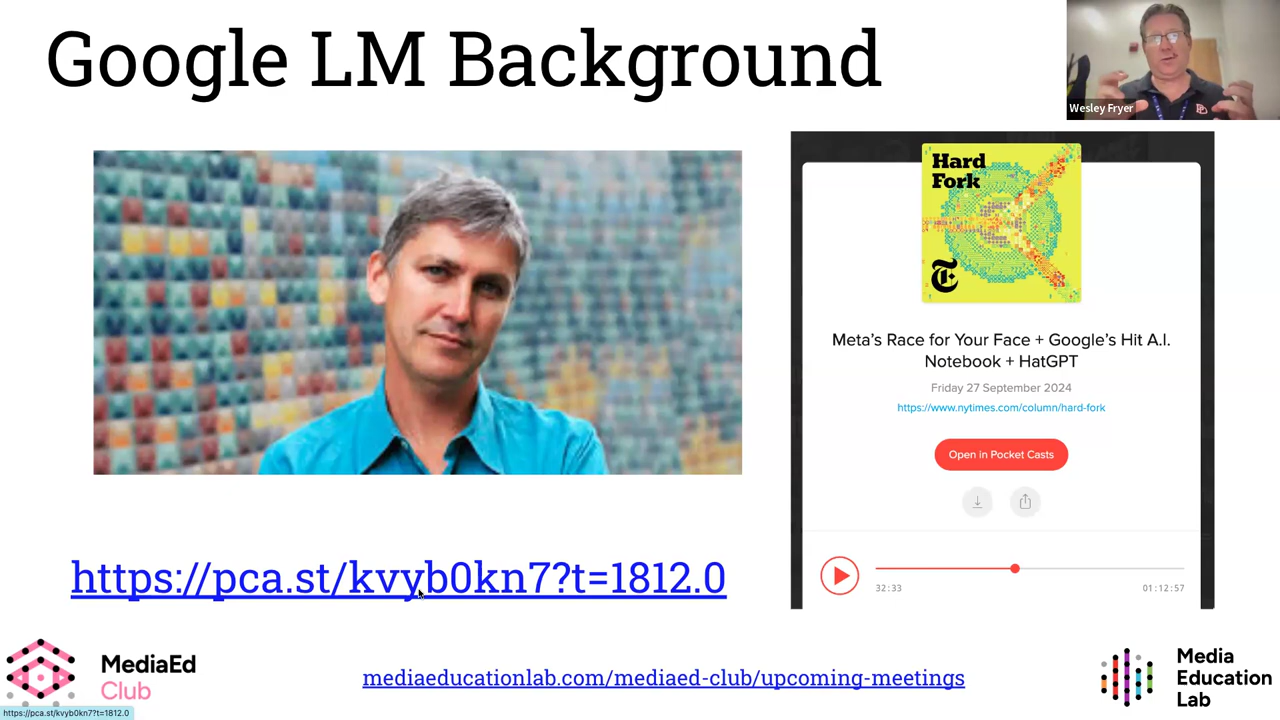 Google LM Background
Wesley Fryer
Hard
Fork
Meta's Race for Your Face + Google's Hit A.I.
Notebook + HatGPT
Friday 27 September 2024
https://www.nytimes.com/column/hard-fork
Open in Pocket Casts
32:33
01:12:57
https://pca.st/kvyb0kn7?t=1812.0
MediaEd
Club
mediaeducationlab.com/mediaed-club/upcoming-meetings
Media
Education
Lab
https://pca.st/kvyb0kn7?t=1812.0